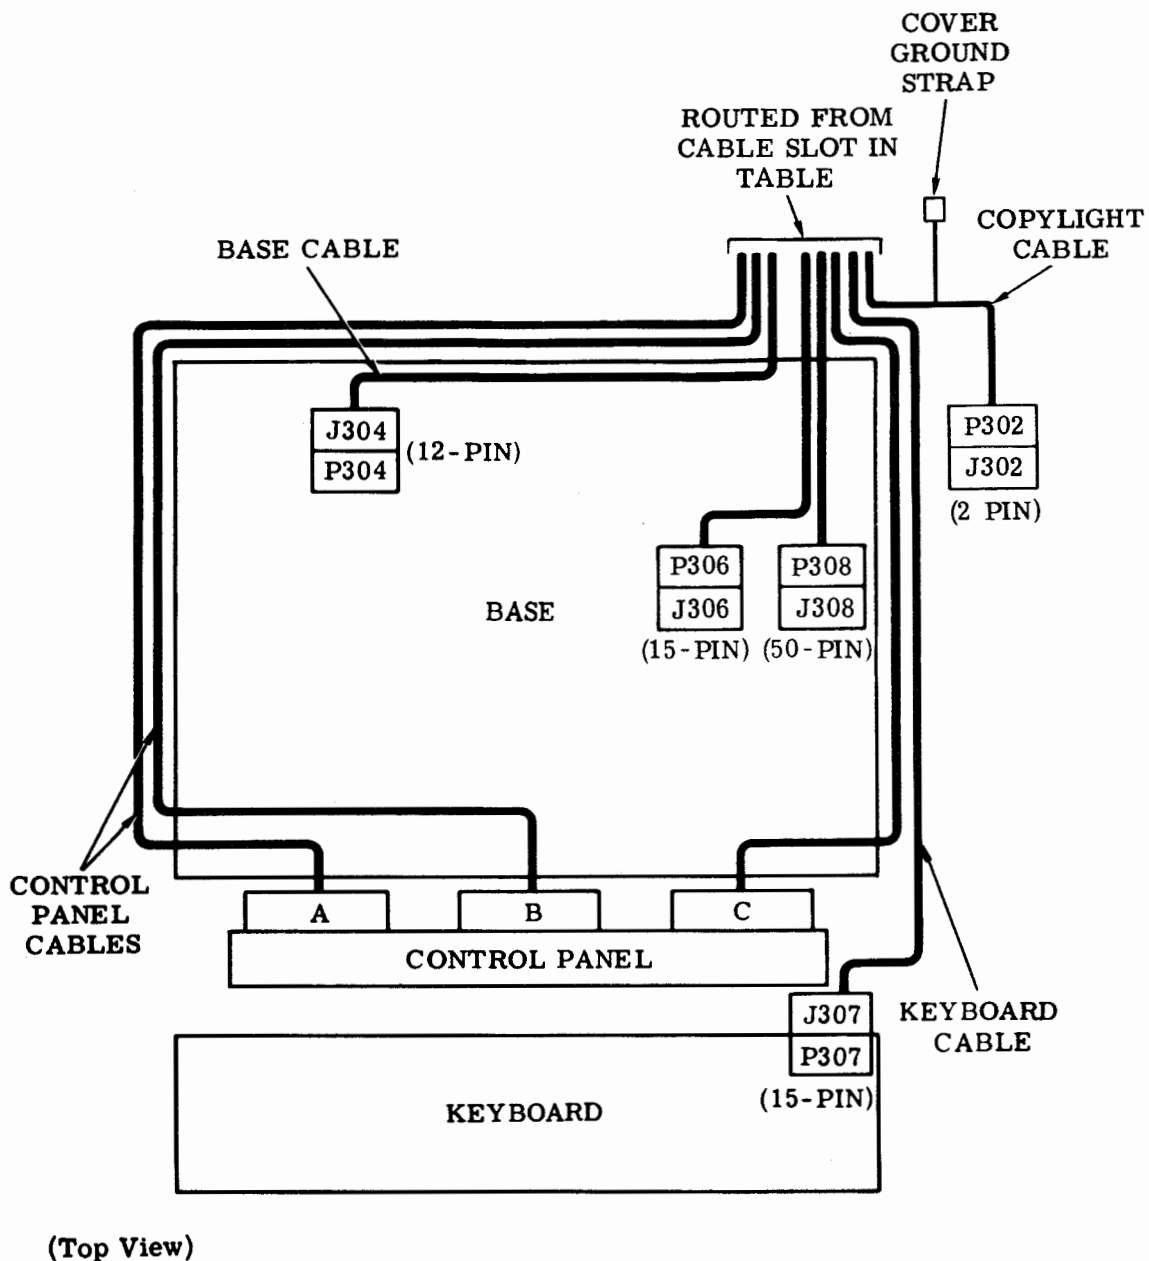 COVER
GROUND
STRAP
ROUTED FROM
CABLE SLOT IN
TABLE
COPYLIGHT
CABLE
BASE CABLE
J304
P304
(12-PIN)
P302
J302
(2 PIN)
P306
J306
(15-PIN)
P308
J308
(50-PIN)
BASE
CONTROL
PANEL
CABLES
A
B
C
CONTROL PANEL
J307
P307
(15-PIN)
KEYBOARD
CABLE
KEYBOARD
(Top View)